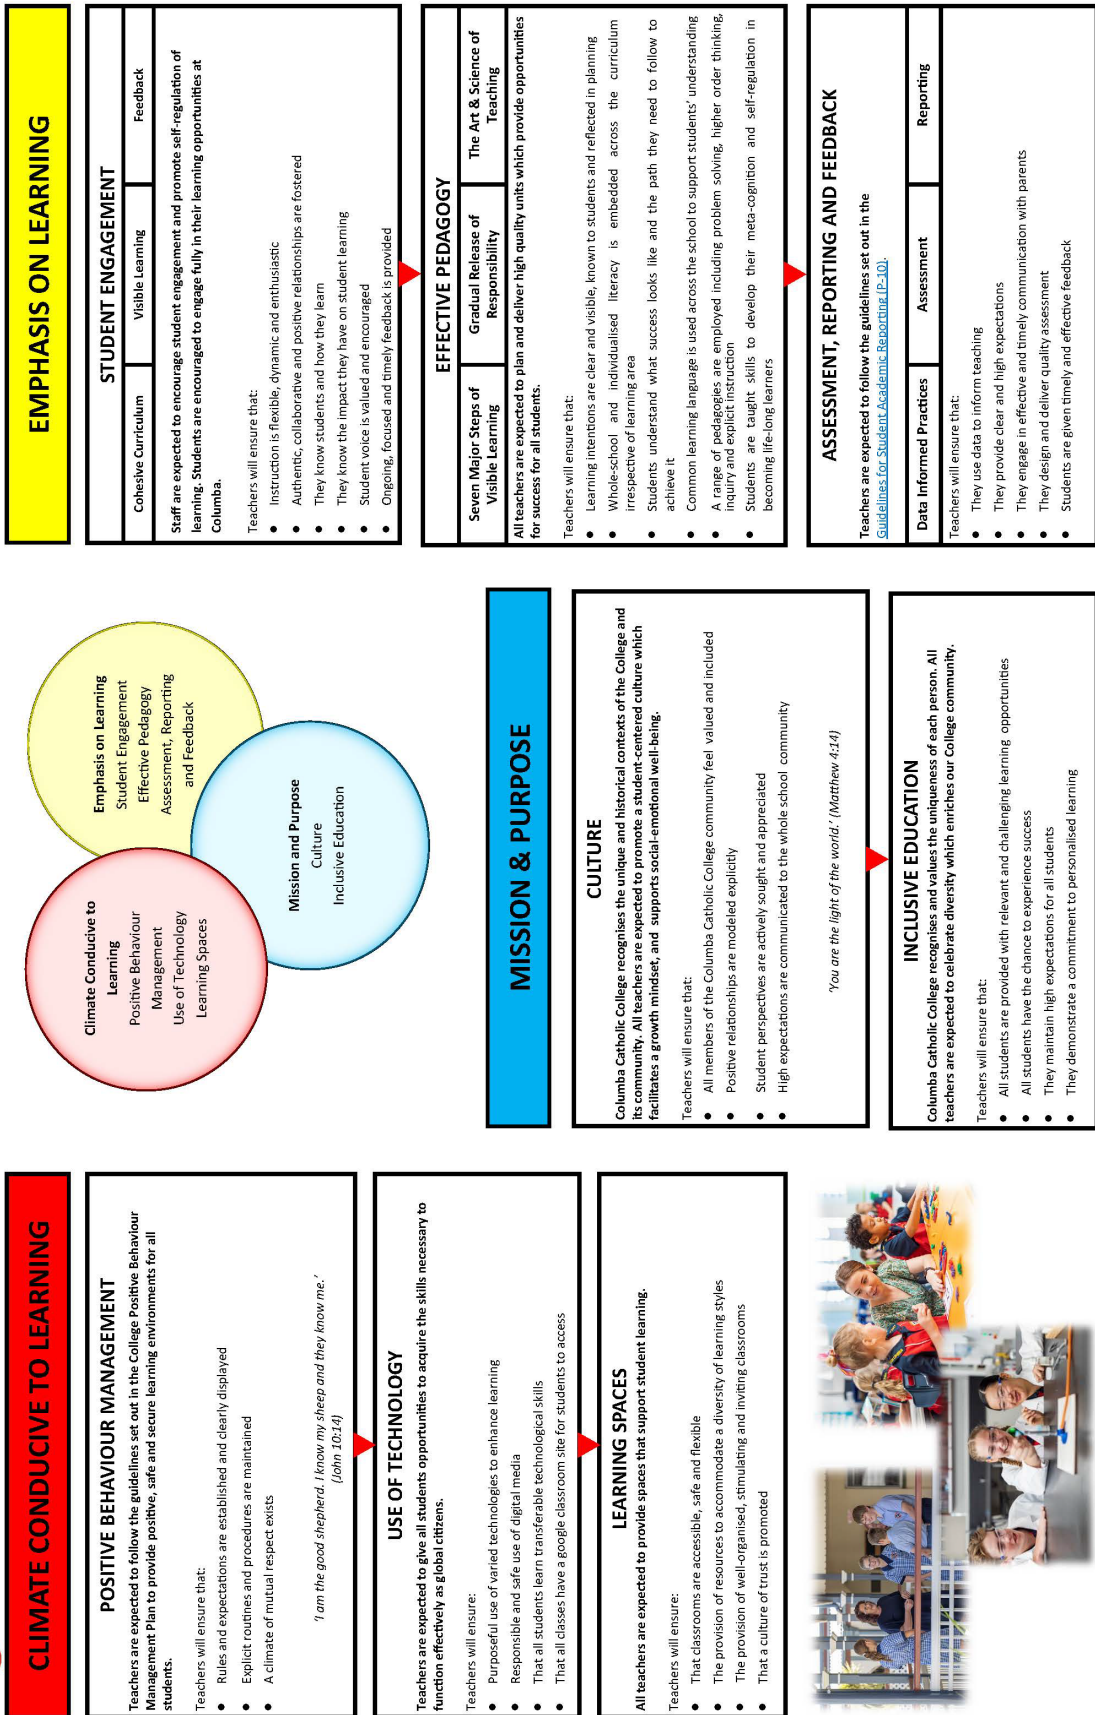 CLIMATE CONDUCIVE TO LEARNING
POSITIVE BEHAVIOUR MANAGEMENT
Teachers are expected to follow the guidelines set out in the College Positive Behaviour
Management Plan to provide positive, safe and secure learning environments for all
students.
Teachers will ensure that:
● Rules and expectations are established and clearly displayed
● Explicit routines and procedures are maintained
● A climate of mutual respect exists
'I am the good shepherd. I know my sheep and they know me.'
(John 10:14)
USE OF TECHNOLOGY
Teachers are expected to give all students opportunities to acquire the skills necessary to
function effectively as global citizens.
Teachers will ensure:
● Purposeful use of varied technologies to enhance learning
● Responsible and safe use of digital media
● That all students learn transferable technological skills
● That all classes have a google classroom site for students to access
LEARNING SPACES
All teachers are expected to provide spaces that support student learning.
Teachers will ensure:
● That classrooms are accessible, safe and flexible
● The provision of resources to accommodate a diversity of learning styles
● The provision of well-organised, stimulating and inviting classrooms
● That a culture of trust is promoted
Climate Conducive to
Learning
Positive Behaviour
Management
Use of Technology
Learning Spaces
Emphasis on Learning
Student Engagement
Effective Pedagogy
Assessment, Reporting
and Feedback
Mission and Purpose
Culture
Inclusive Education
MISSION & PURPOSE
CULTURE
Columba Catholic College recognises the unique and historical contexts of the College and
its community. All teachers are expected to promote a student-centered culture which
facilitates a growth mindset, and supports social-emotional well-being.
Teachers will ensure that:
● All members of the Columba Catholic College community feel valued and included
● Positive relationships are modeled explicitly
● Student perspectives are actively sought and appreciated
● High expectations are communicated to the whole school community
'You are the light of the world.' (Matthew 4:14)
INCLUSIVE EDUCATION
Columba Catholic College recognises and values the uniqueness of each person. All
teachers are expected to celebrate diversity which enriches our College community.
Teachers will ensure that:
● All students are provided with relevant and challenging learning opportunities
● All students have the chance to experience success
● They maintain high expectations for all students
● They demonstrate a commitment to personalised learning
EMPHASIS ON LEARNING
STUDENT ENGAGEMENT
Cohesive Curriculum Visible Learning Feedback
Staff are expected to encourage student engagement and promote self-regulation of
learning. Students are encouraged to engage fully in their learning opportunities at
Columba.
Teachers will ensure that:
● Instruction is flexible, dynamic and enthusiastic
● Authentic, collaborative and positive relationships are fostered
● They know students and how they learn
● They know the impact they have on student learning
● Student voice is valued and encouraged
● Ongoing, focused and timely feedback is provided
EFFECTIVE PEDAGOGY
Seven Major Steps of Gradual Release of The Art & Science of
Visible Learning Responsibility Teaching
All teachers are expected to plan and deliver high quality units which provide opportunities
for success for all students.
Teachers will ensure that:
● Learning intentions are clear and visible, known to students and reflected in planning
● Whole-school and individualised literacy is embedded across the curriculum
irrespective of learning area
● Students understand what success looks like and the path they need to follow to
achieve it
● Common learning language is used across the school to support students' understanding
● A range of pedagogies are employed including problem solving, higher order thinking,
inquiry and explicit instruction
● Students are taught skills to develop their meta-cognition and self-regulation in
becoming life-long learners
ASSESSMENT, REPORTING AND FEEDBACK
Teachers are expected to follow the guidelines set out in the
Guidelines for Student Academic Reporting (P-10).
Data Informed Practices Assessment Reporting
Teachers will ensure that:
● They use data to inform teaching
● They provide clear and high expectations
● They engage in effective and timely communication with parents
● They design and deliver quality assessment
● Students are given timely and effective feedback